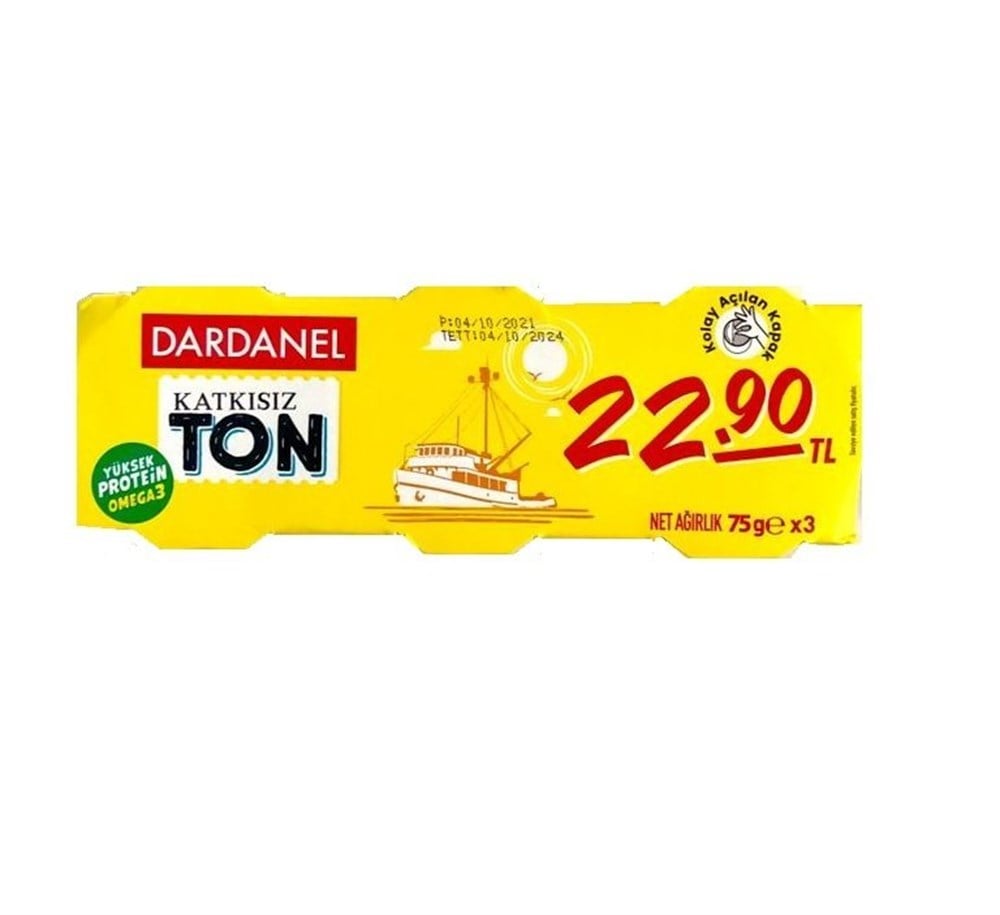 DARDANEL
KATKISIZ
TON
YÜKSEK
PROTEİN
OMEGA3
P:04/10/2021
TETT:04/10/2024
Kolay Açılan Kapak
22.90
TL
NET AĞIRLIK 75g℮ x3